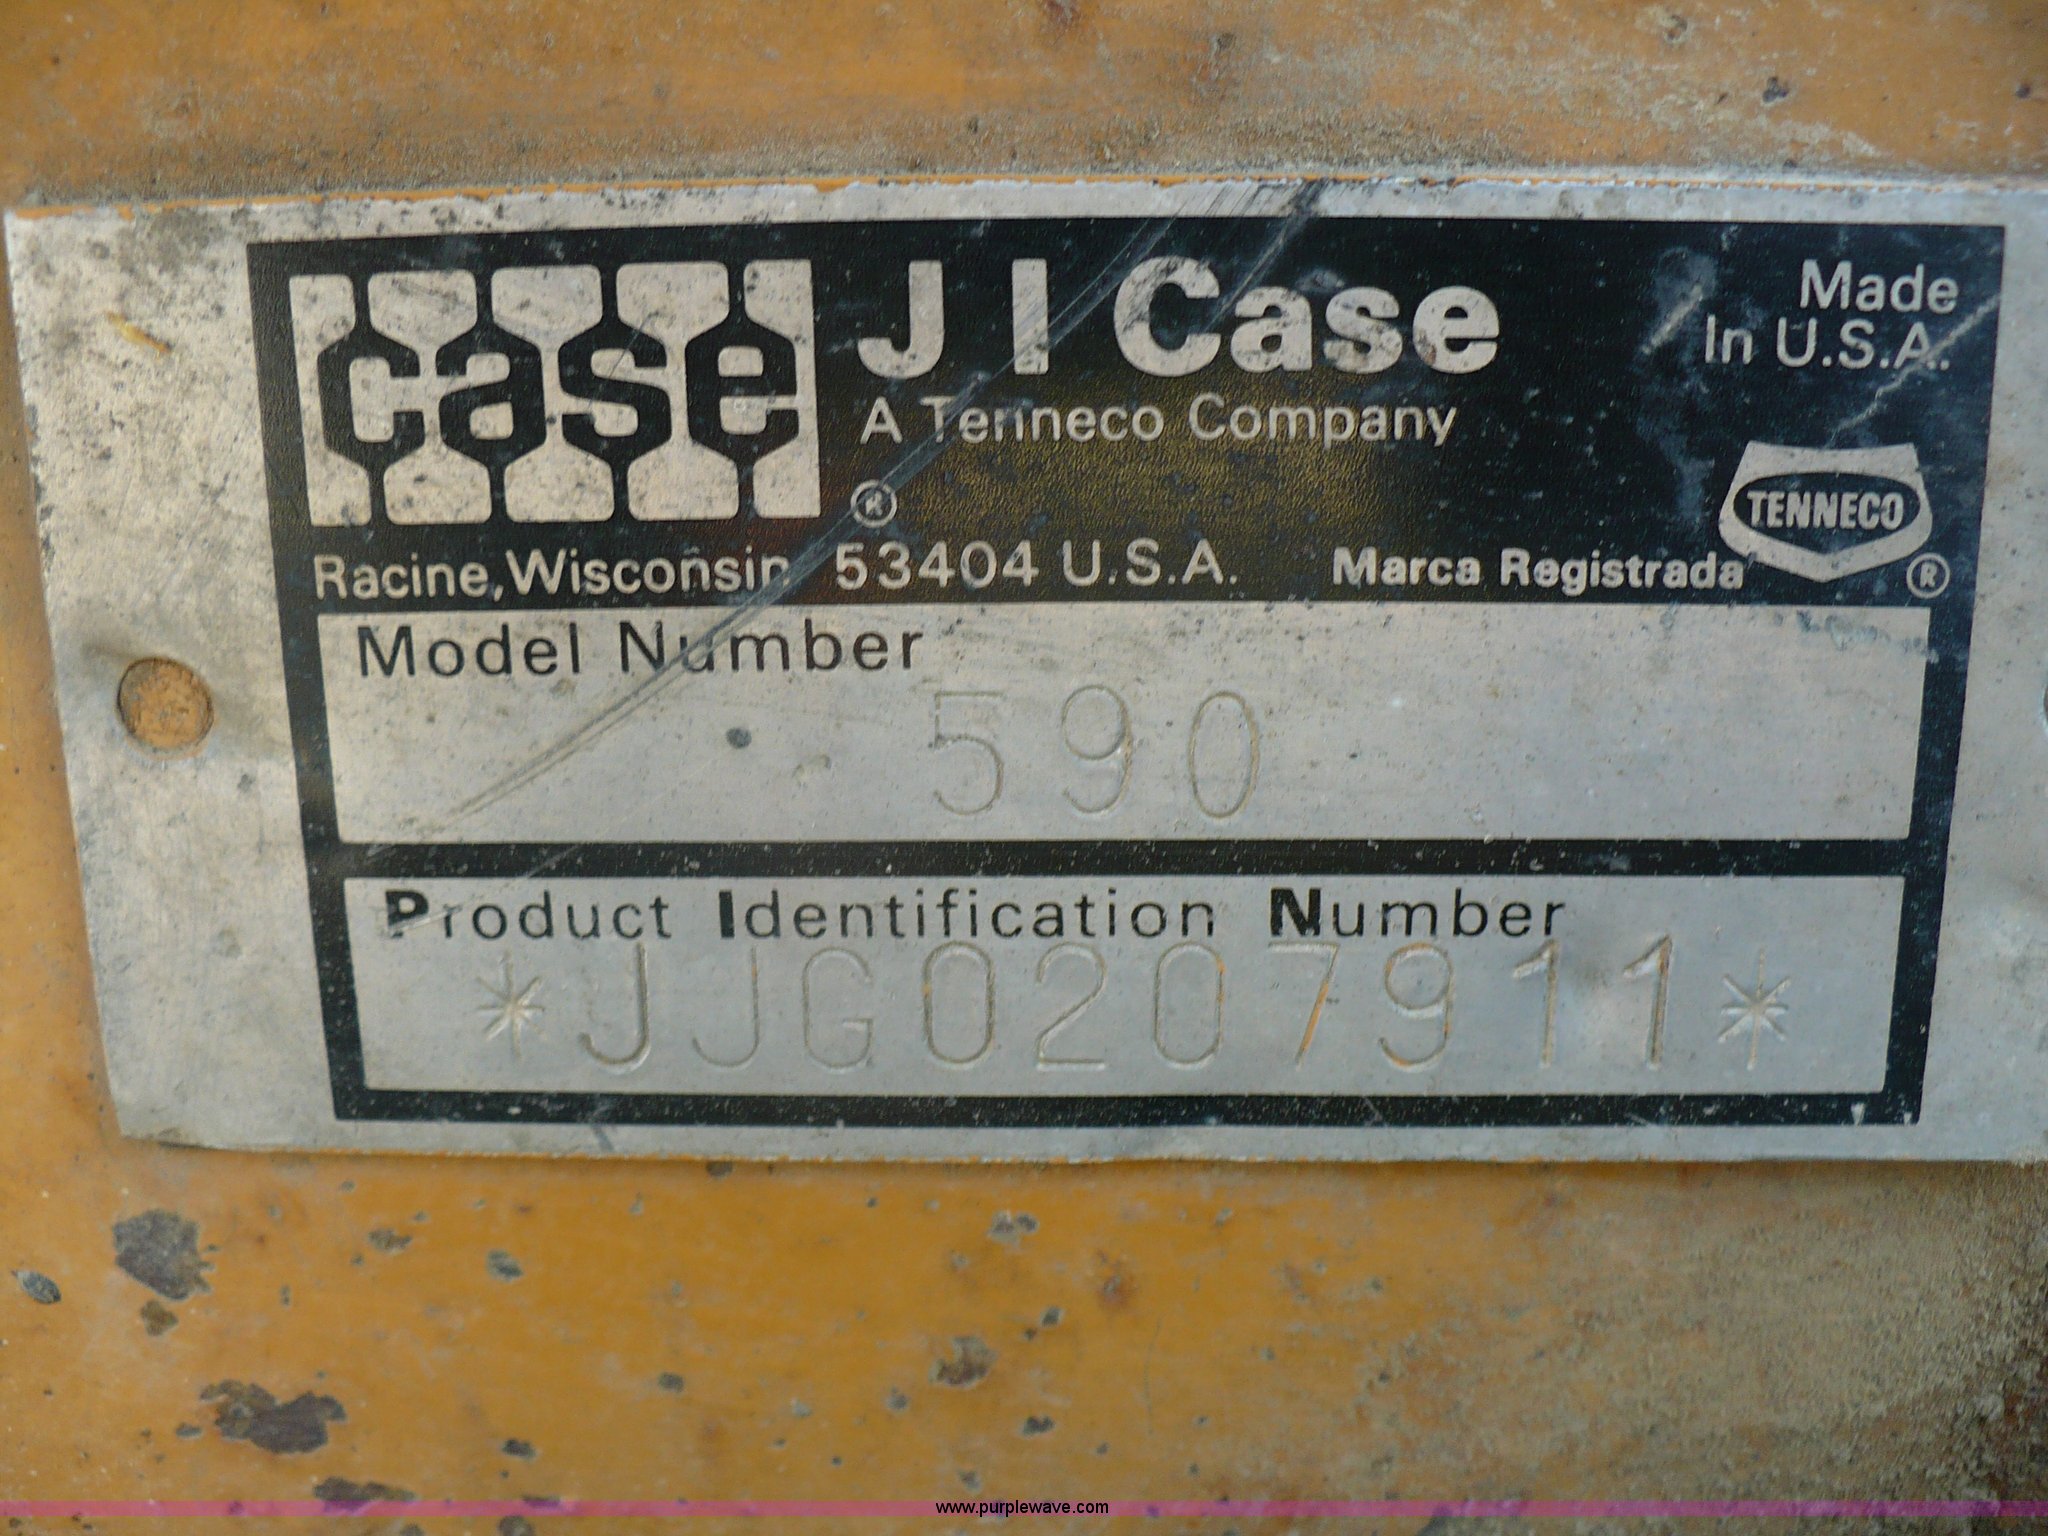 case
J I Case
Made
In U.S.A.
A Tenneco Company
®
TENNECO
®
Racine, Wisconsin 53404 U.S.A.
Marca Registrada
Model Number
590
Product Identification Number
*JJG0207911*
www.purplewave.com